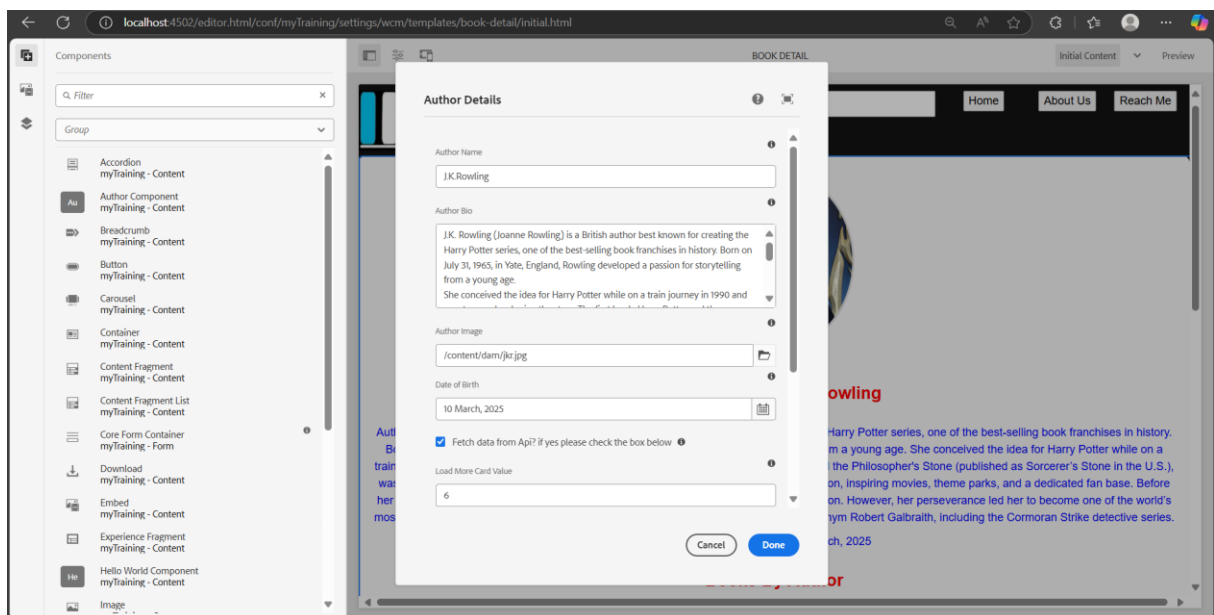 localhost:4502/editor.html/conf/myTraining/settings/wcm/templates/book-detail/initial.html
Components
BOOK DETAIL
Initial Content
Preview
Filter
Group
Accordion
myTraining - Content
Au
Author Component
myTraining - Content
Breadcrumb
myTraining - Content
Button
myTraining - Content
Carousel
myTraining - Content
Container
myTraining - Content
Content Fragment
myTraining - Content
Content Fragment List
myTraining - Content
Core Form Container
myTraining - Form
Download
myTraining - Content
Embed
myTraining - Content
Experience Fragment
myTraining - Content
He
Hello World Component
myTraining - Content
Image
Author Details
Author Name
J.K.Rowling
Author Bio
J.K. Rowling (Joanne Rowling) is a British author best known for creating the
Harry Potter series, one of the best-selling book franchises in history. Born on
July 31, 1965, in Yate, England, Rowling developed a passion for storytelling
from a young age.
She conceived the idea for Harry Potter while on a train journey in 1990 and
Author Image
/content/dam/jkr.jpg
Date of Birth
10 March, 2025
Fetch data from Api? if yes please check the box below
Load More Card Value
6
Cancel
Done
Home
About Us
Reach Me
owling
Harry Potter series, one of the best-selling book franchises in history.
m a young age. She conceived the idea for Harry Potter while on a
the Philosopher's Stone (published as Sorcerer's Stone in the U.S.),
on, inspiring movies, theme parks, and a dedicated fan base. Before
on. However, her perseverance led her to become one of the world's
nym Robert Galbraith, including the Cormoran Strike detective series.
ch, 2025